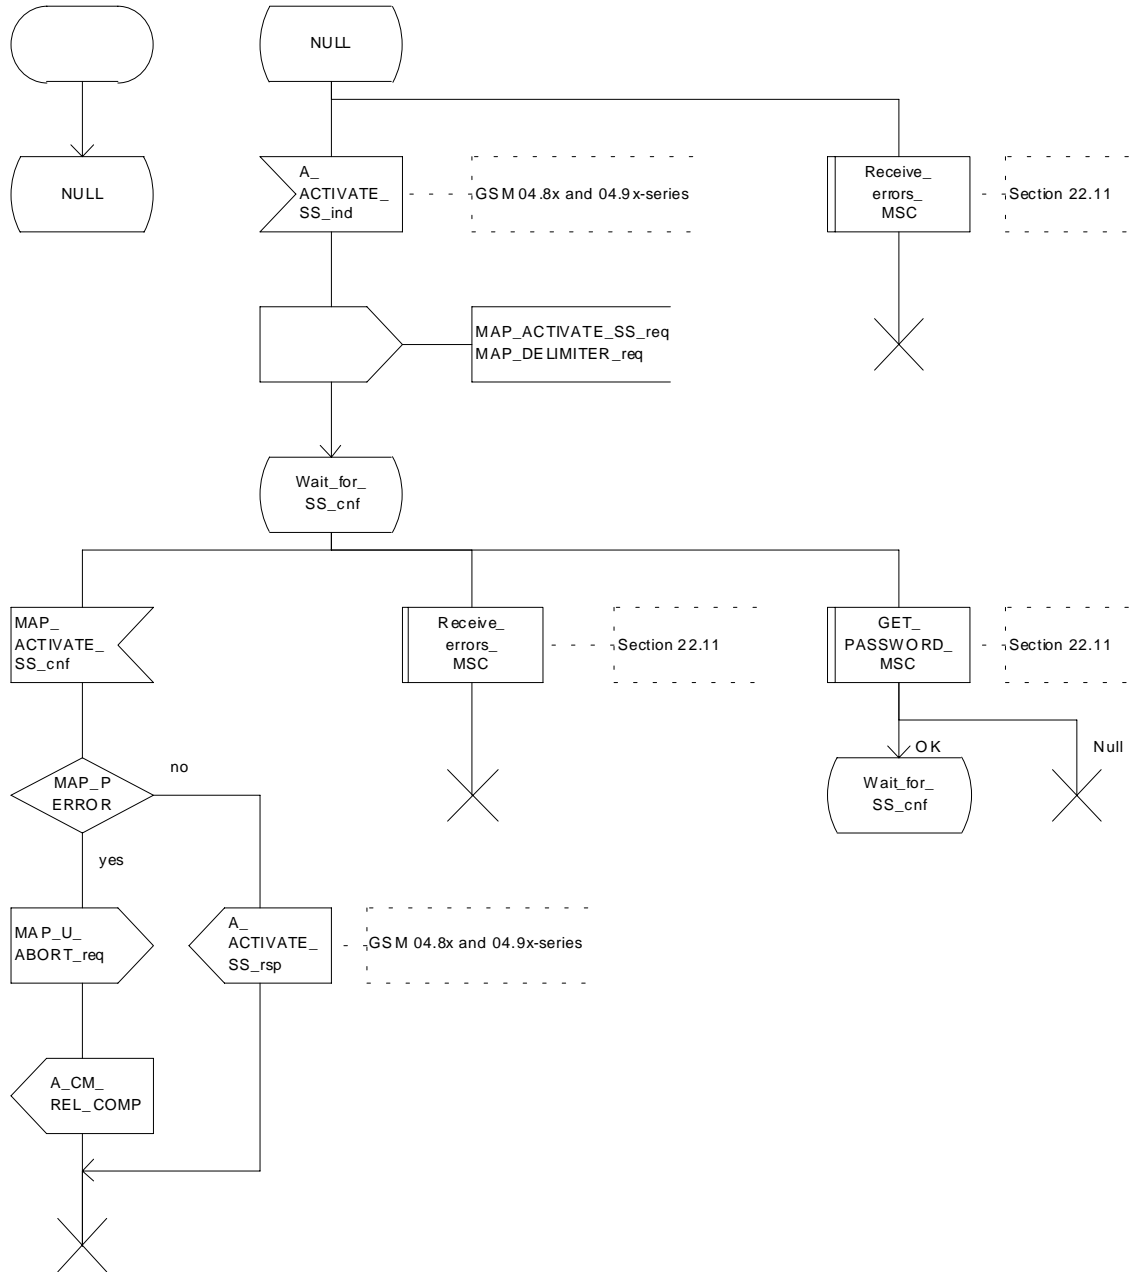 NULL
NULL
A_
ACTIVATE_
SS_ind
GSM 04.8x and 04.9x-series
Receive_
errors_
MSC
Section 22.11
MAP_ACTIVATE_SS_req
MAP_DELIMITER_req
Wait_for_
SS_cnf
MAP_
ACTIVATE_
SS_cnf
Receive_
errors_
MSC
Section 22.11
GET_
PASSWORD_
MSC
Section 22.11
OK
Null
Wait_for_
SS_cnf
MAP_P
ERROR
no
yes
MAP_U_
ABORT_req
A_
ACTIVATE_
SS_rsp
GSM 04.8x and 04.9x-series
A_CM_
REL_COMP